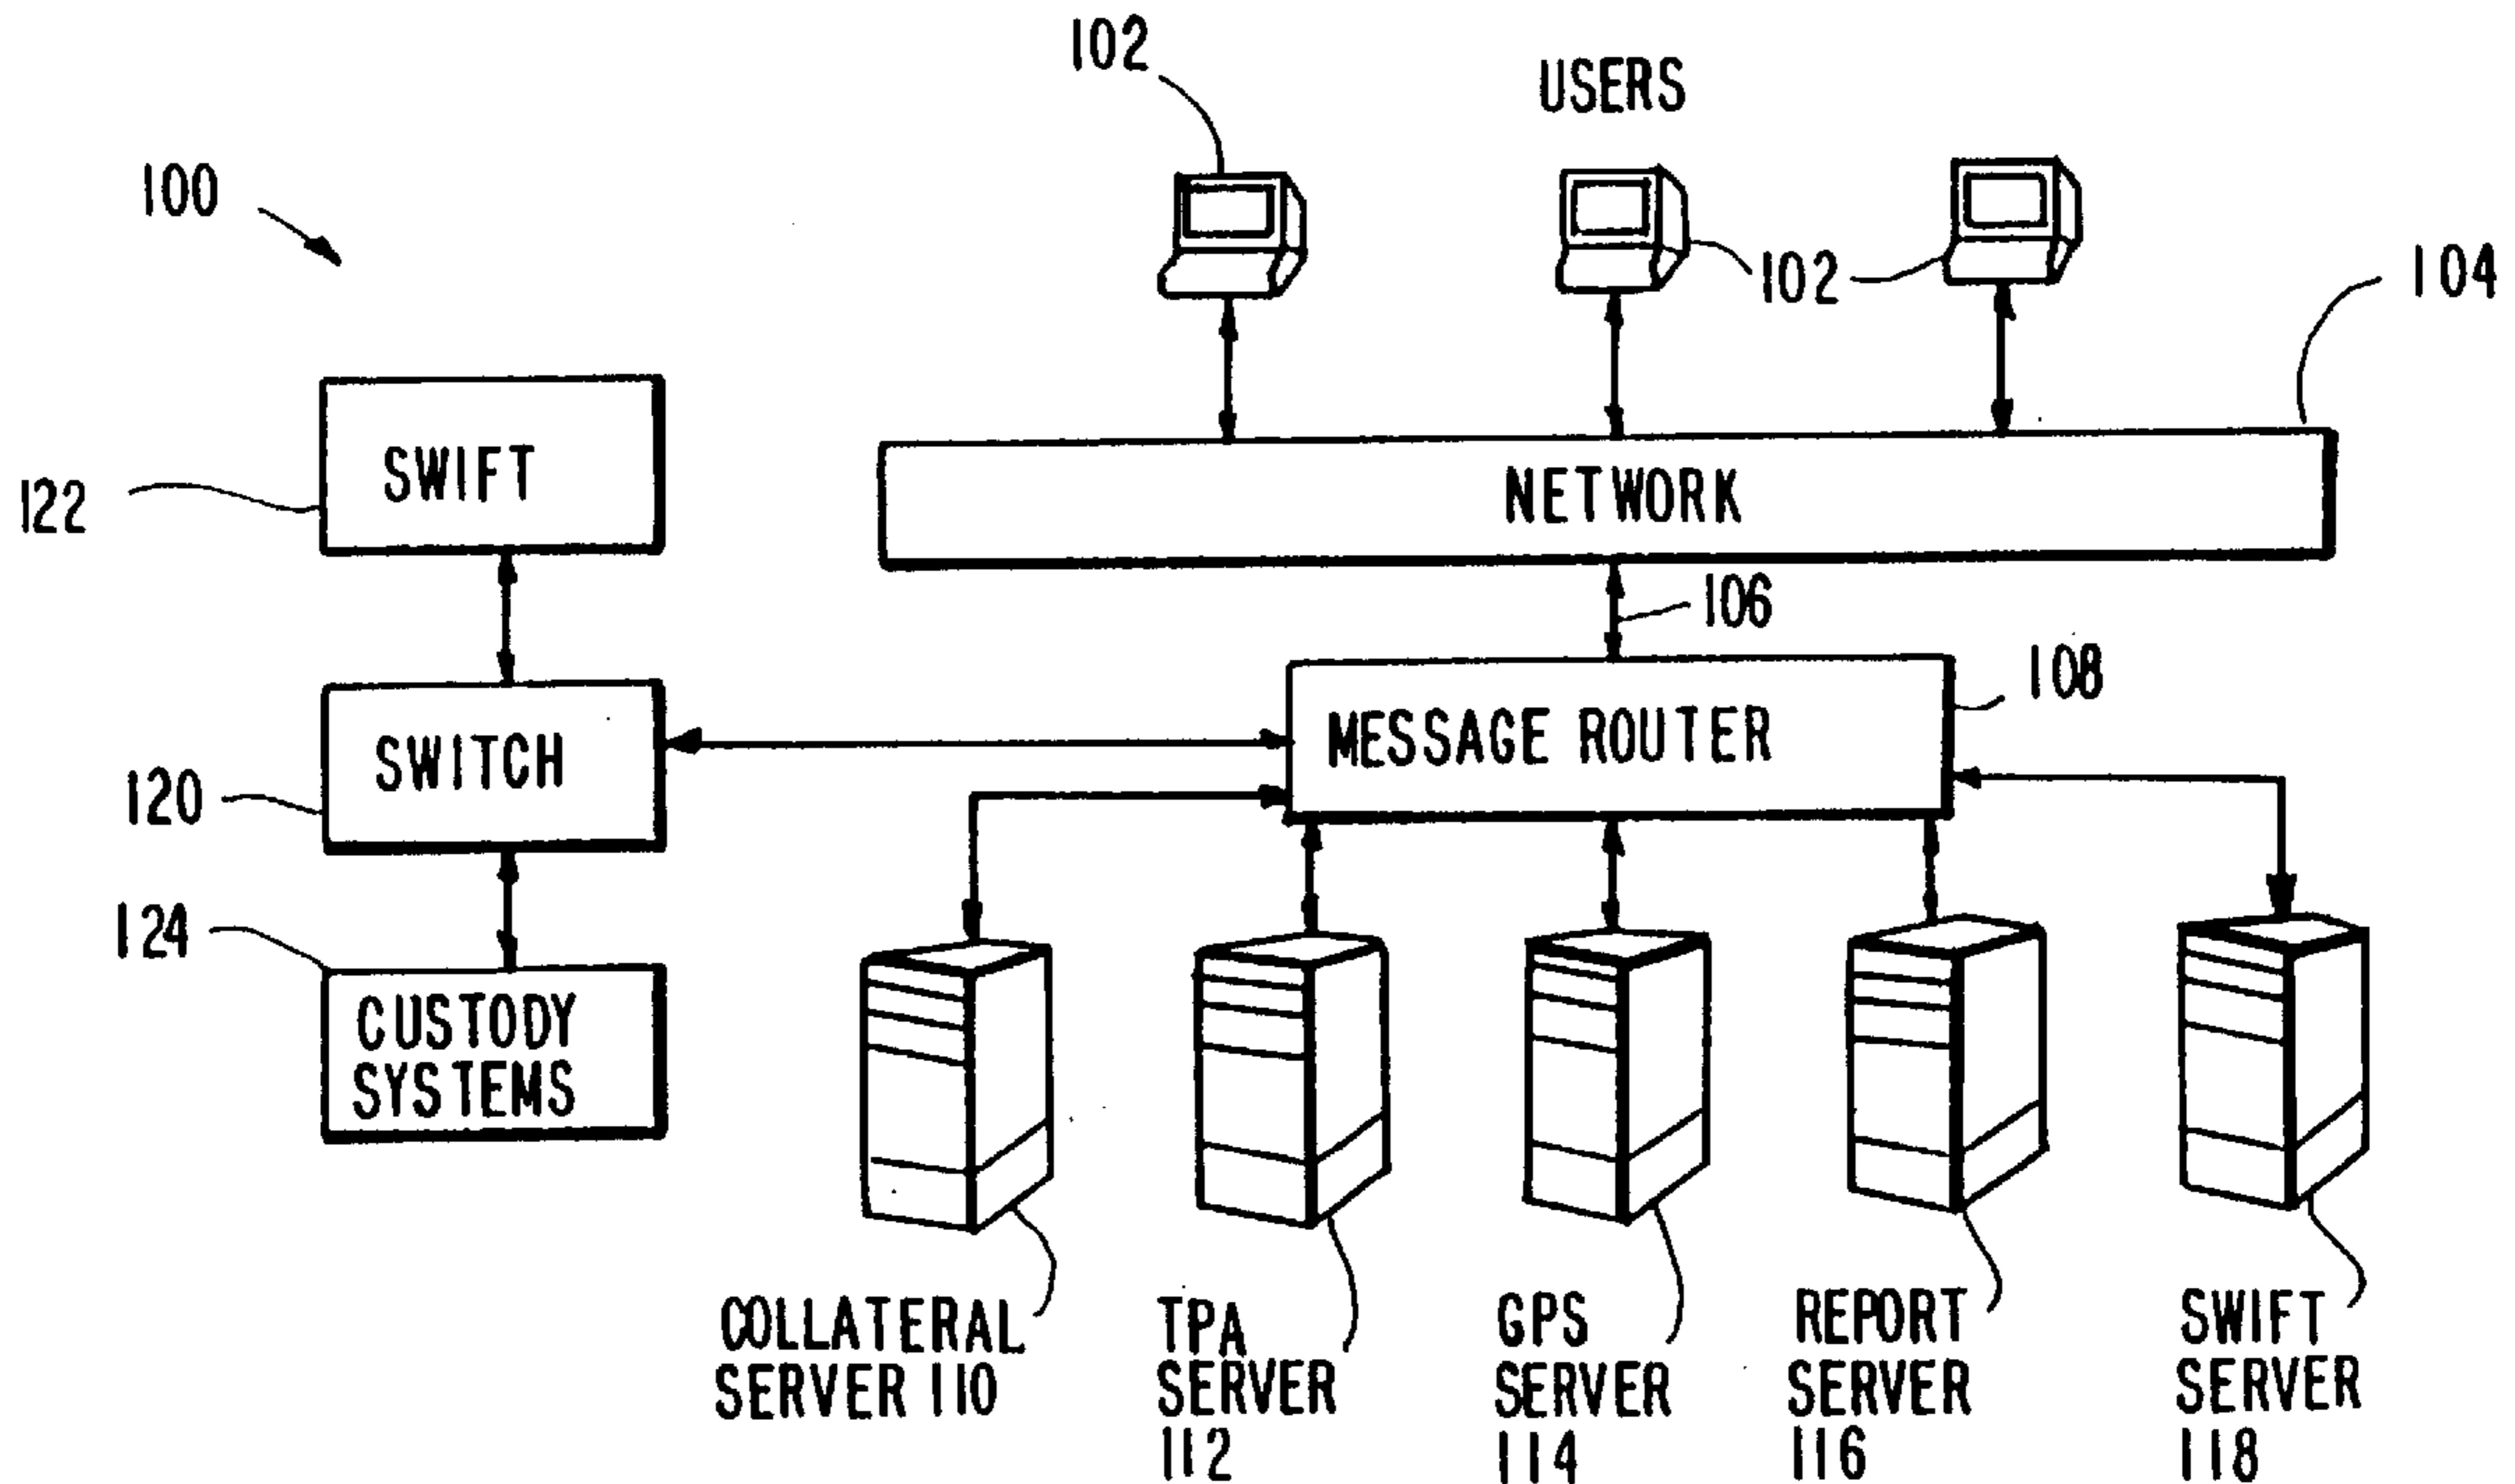 102
USERS
100
102
104
SWIFT
122
NETWORK
106
108
MESSAGE ROUTER
SWITCH
120
124
CUSTODY
SYSTEMS
COLLATERAL
SERVER 110
TPA
SERVER
112
GPS
SERVER
114
REPORT
SERVER
116
SWIFT
SERVER
118